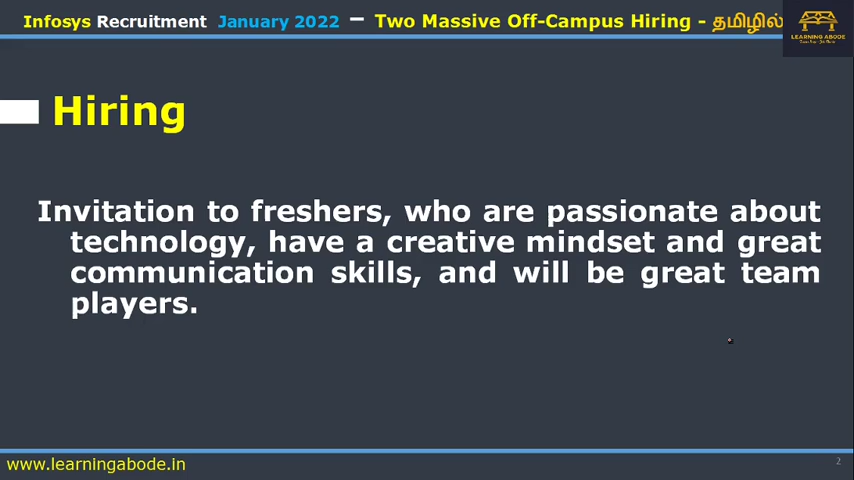 Infosys Recruitment January 2022 – Two Massive Off-Campus Hiring - தமிழில்
LEARNING ABODE
Hiring
Invitation to freshers, who are passionate about
technology, have a creative mindset and great
communication skills, and will be great team
players.
www.learningabode.in
2